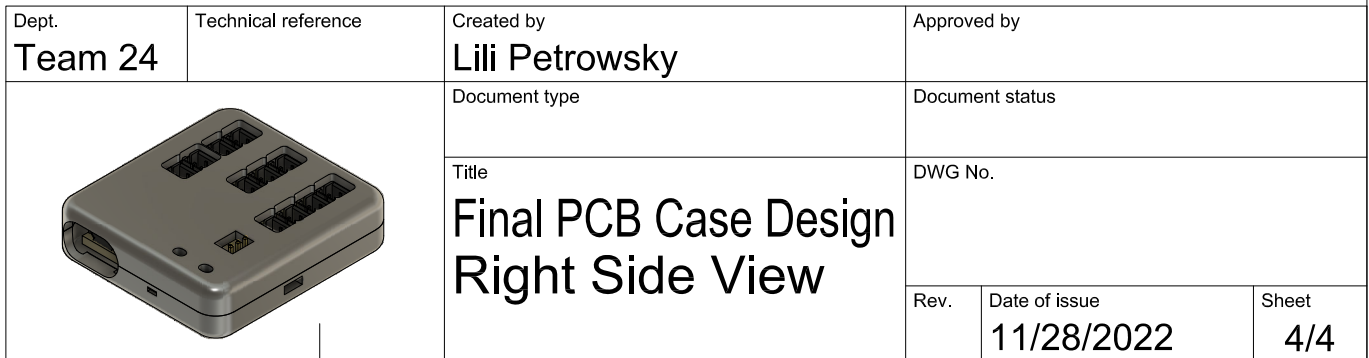 Dept.
Team 24
Technical reference
Created by
Lili Petrowsky
Approved by
Document type
Document status
Title
Final PCB Case Design
Right Side View
DWG No.
Rev.
Date of issue
11/28/2022
Sheet
4/4